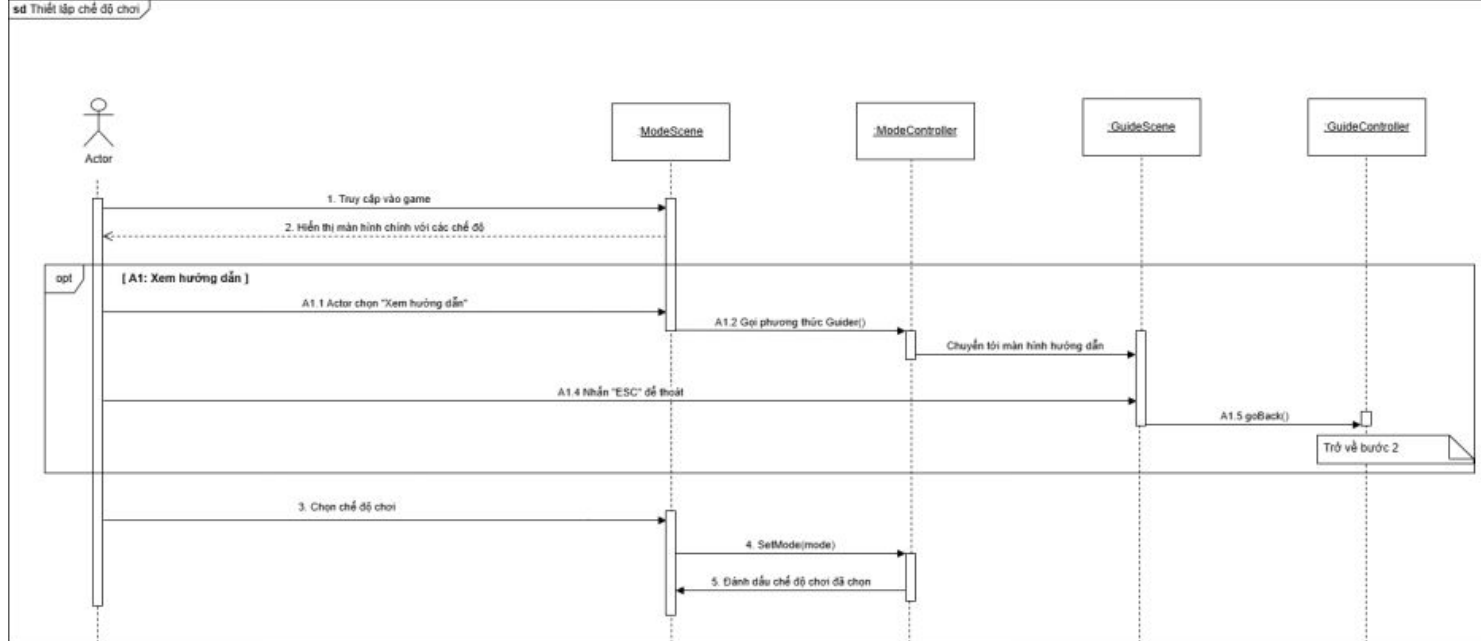 sd Thiết lập chế độ chơi
Actor
:ModeScene
:ModeController
:GuideScene
:GuideController
1. Truy cập vào game
2. Hiển thị màn hình chính với các chế độ
opt
[ A1: Xem hướng dẫn ]
A1.1 Actor chọn "Xem hướng dẫn"
A1.2 Gọi phương thức Guider()
Chuyển tới màn hình hướng dẫn
A1.4 Nhấn "ESC" để thoát
A1.5 goBack()
Trở về bước 2
3. Chọn chế độ chơi
4. SetMode(mode)
5. Đánh dấu chế độ chơi đã chọn